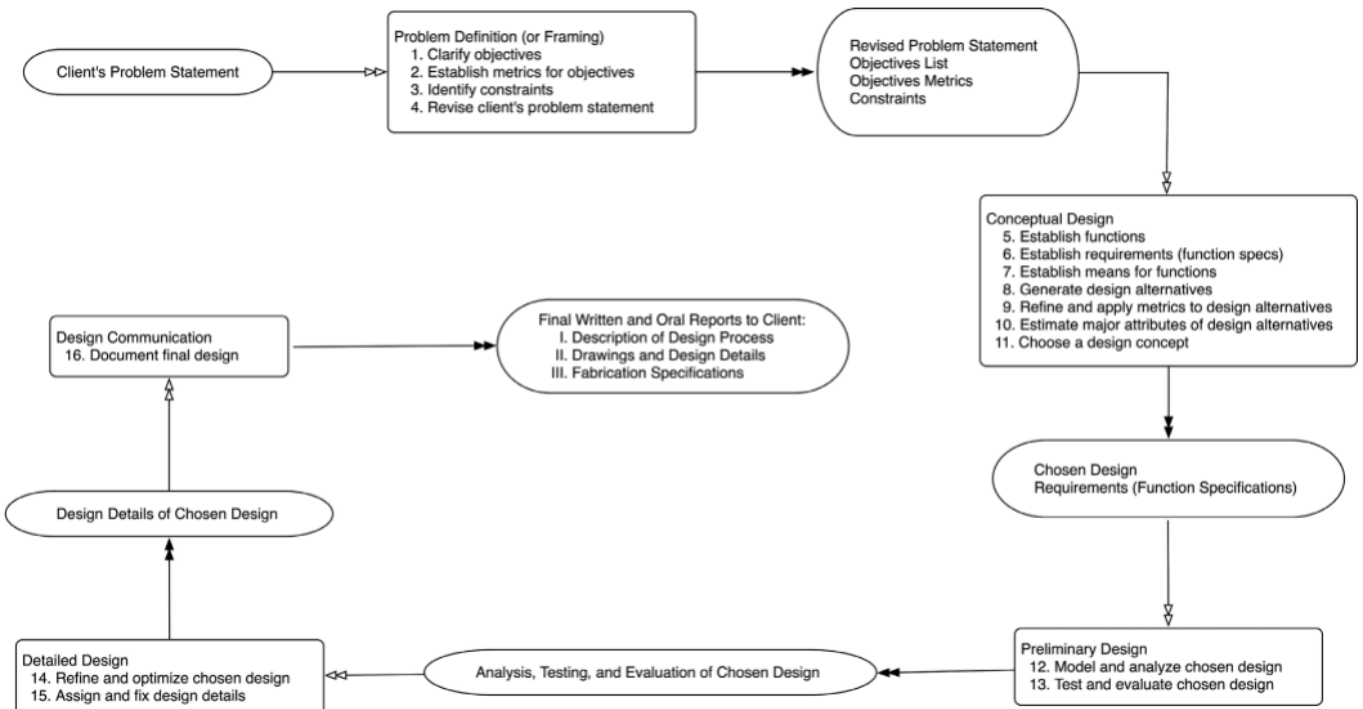 Client's Problem Statement
Problem Definition (or Framing)
1. Clarify objectives
2. Establish metrics for objectives
3. Identify constraints
4. Revise client's problem statement
Revised Problem Statement
Objectives List
Objectives Metrics
Constraints
Conceptual Design
5. Establish functions
6. Establish requirements (function specs)
7. Establish means for functions
8. Generate design alternatives
9. Refine and apply metrics to design alternatives
10. Estimate major attributes of design alternatives
11. Choose a design concept
Chosen Design
Requirements (Function Specifications)
Preliminary Design
12. Model and analyze chosen design
13. Test and evaluate chosen design
Analysis, Testing, and Evaluation of Chosen Design
Detailed Design
14. Refine and optimize chosen design
15. Assign and fix design details
Design Details of Chosen Design
Design Communication
16. Document final design
Final Written and Oral Reports to Client:
I. Description of Design Process
II. Drawings and Design Details
III. Fabrication Specifications